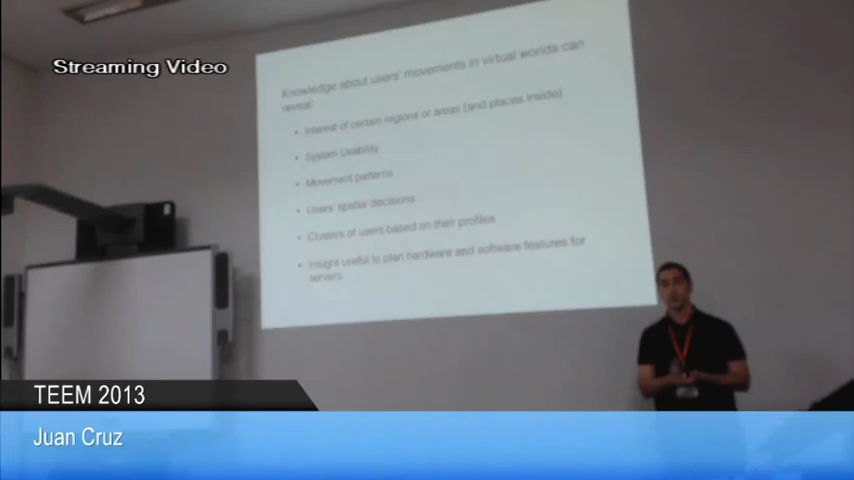 Streaming Video
Knowledge about users' movements in virtual worlds can
reveal:
• Interest of certain regions or areas (and places inside)
• System Usability
• Movement patterns
• Users' spatial decisions
• Clusters of users based on their profiles
• Insight useful to plan hardware and software features for
servers.
TEEM 2013
Juan Cruz